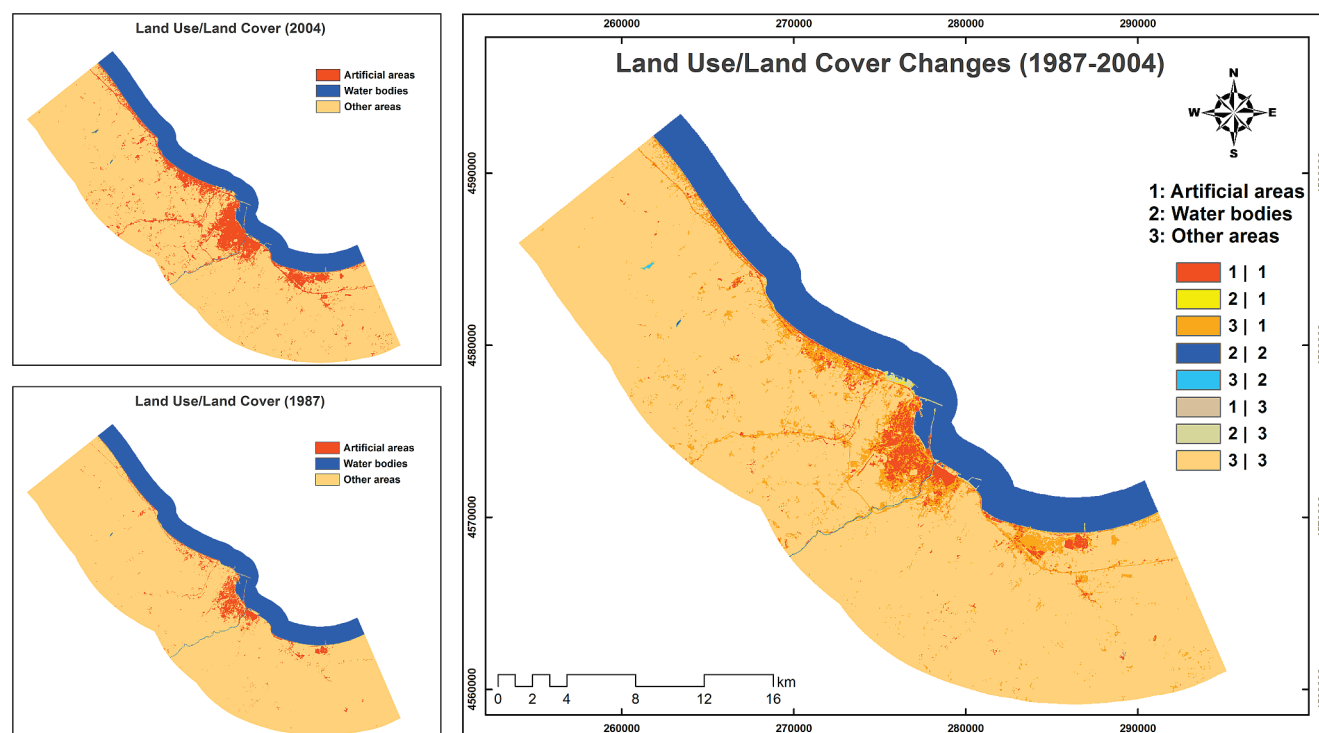 Land Use/Land Cover (2004)
Artificial areas
Water bodies
Other areas
Land Use/Land Cover (1987)
Artificial areas
Water bodies
Other areas
260000
270000
280000
290000
Land Use/Land Cover Changes (1987-2004)
N
W
E
S
4590000
4580000
4570000
4560000
1: Artificial areas
2: Water bodies
3: Other areas
1 | 1
2 | 1
3 | 1
2 | 2
3 | 2
1 | 3
2 | 3
3 | 3
km
0 2 4 8 12 16
260000
270000
280000
290000